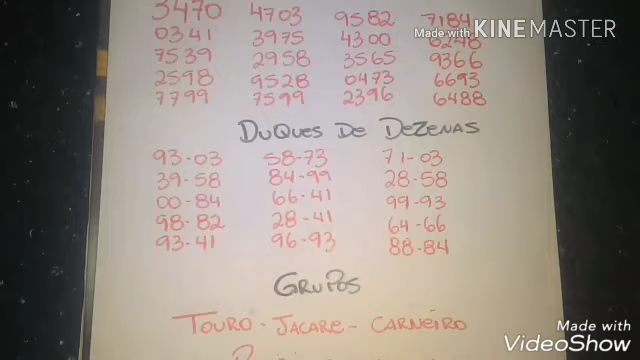 3470 4703 9582 7184
Made with KINEMASTER
0341 3975 4300 6278
7539 2958 3565 9366
2598 9528 0473 6693
7799 7599 2396 6488
DUQUES DE DEZENAS
93-03 58-73 71-03
39-58 84-99 28-58
00-84 66-41 99-93
98-82 28-41 64-66
93-41 96-93 88-84
GRUPOS
TOURO - JACARE - CARNEIRO
Made with
VideoShow